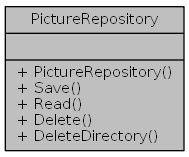 PictureRepository
+ PictureRepository()
+ Save()
+ Read()
+ Delete()
+ DeleteDirectory()